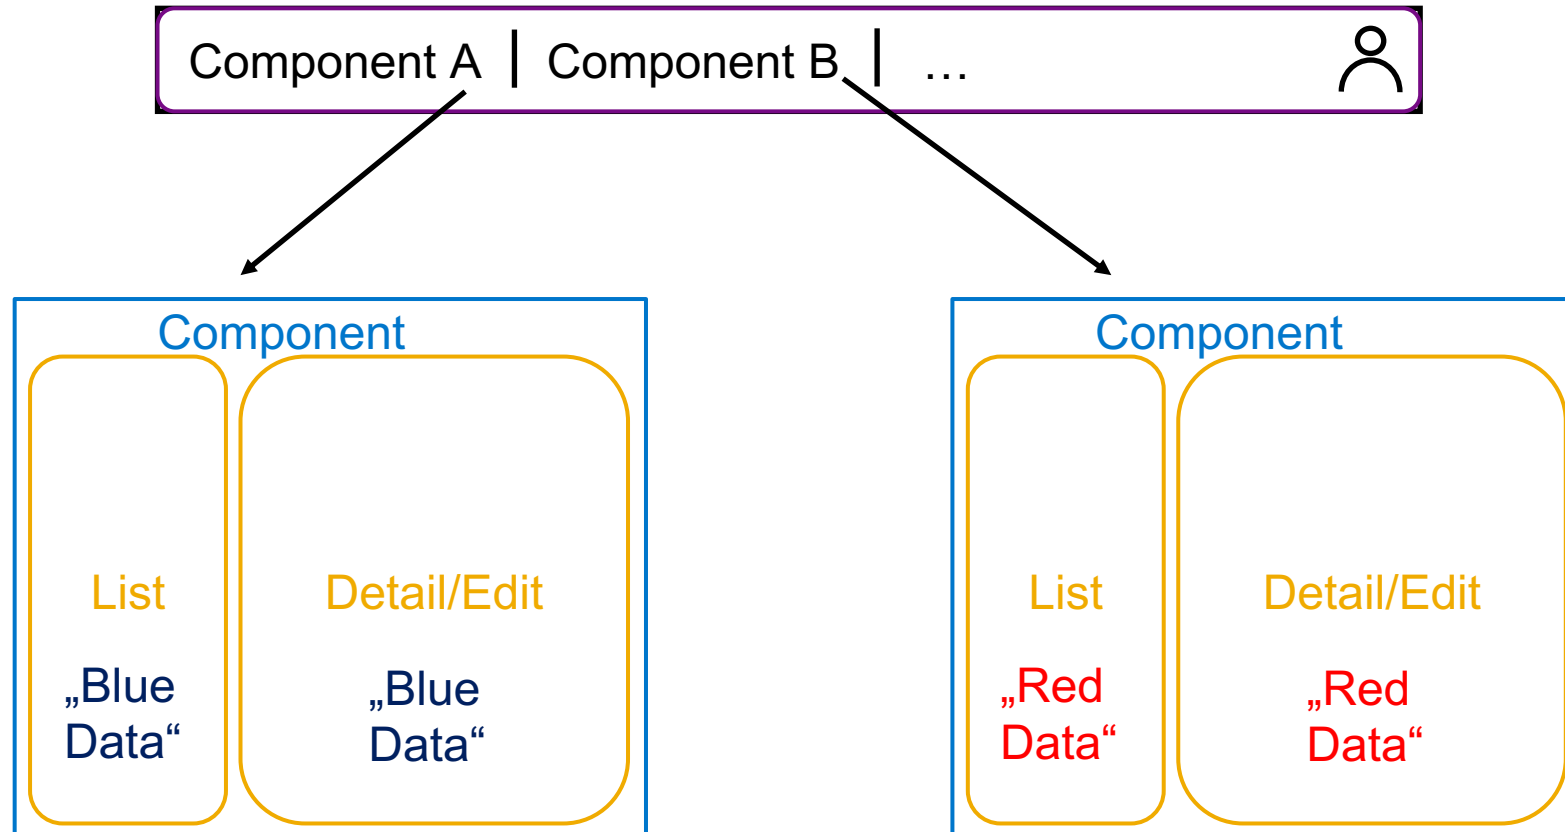 Component A | Component B | …
Component
List
Detail/Edit
„Blue
Data“
„Blue
Data“
Component
List
Detail/Edit
„Red
Data“
„Red
Data“